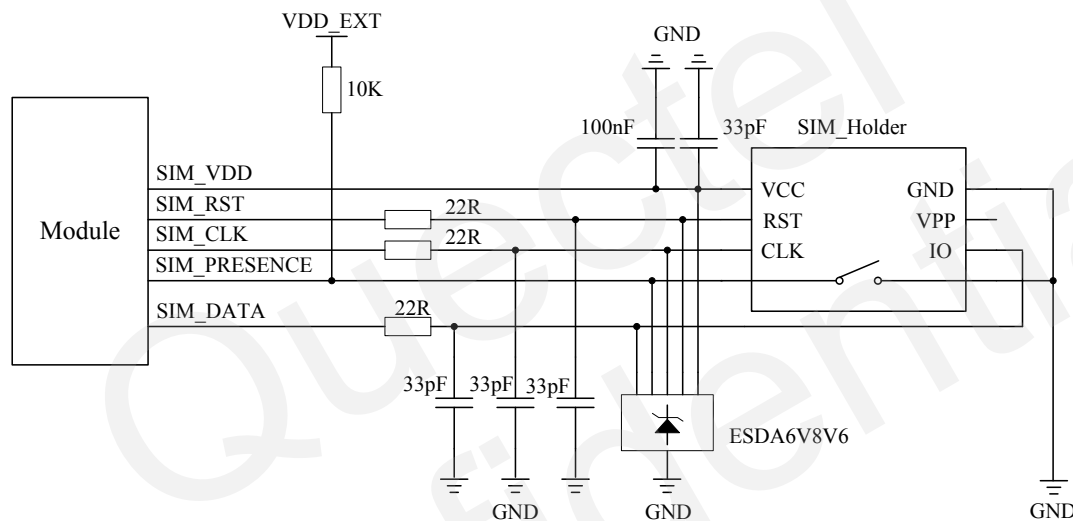 VDD_EXT
GND
10K
100nF
33pF
SIM_Holder
SIM_VDD
VCC
GND
SIM_RST
22R
RST
VPP
Module
SIM_CLK
22R
CLK
IO
SIM_PRESENCE
SIM_DATA
22R
33pF
33pF
33pF
ESDA6V8V6
GND
GND
GND
Quectel